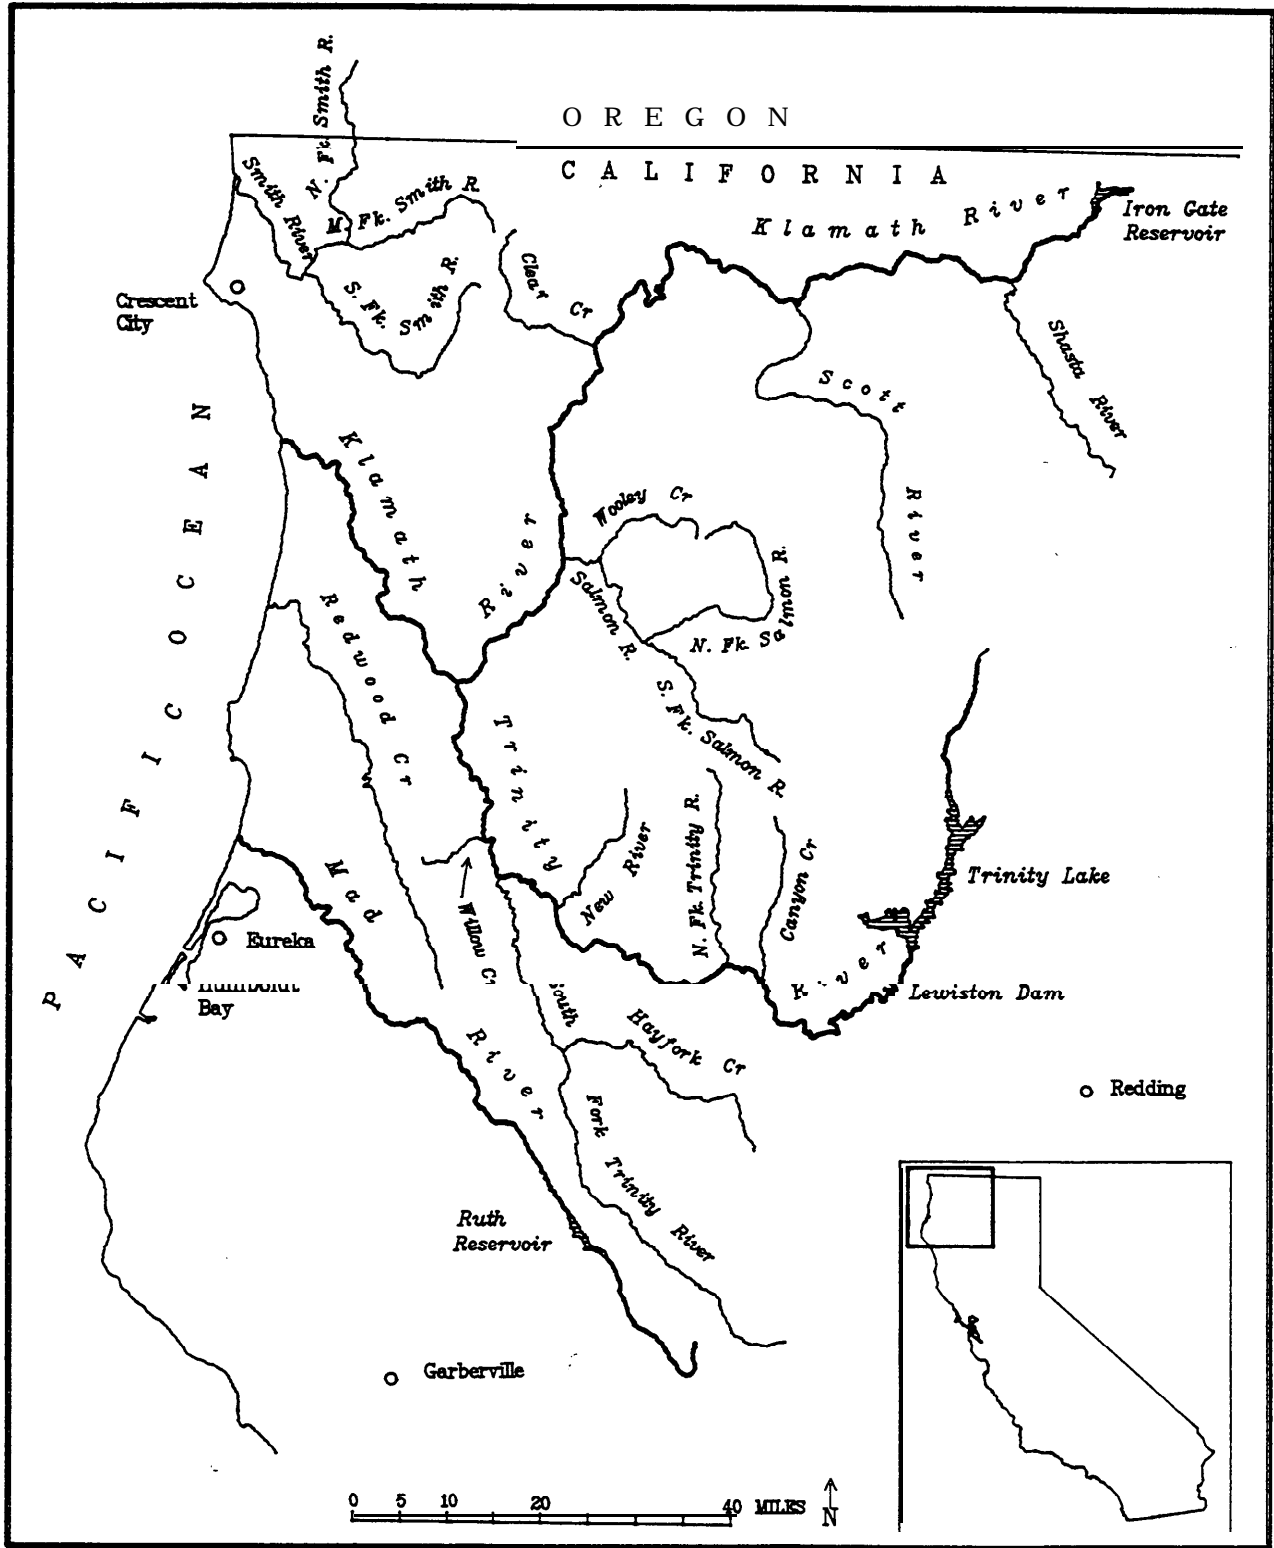 N. Fk. Smith R.
OREGON
CALIFORNIA
Smith River
M. Fk. Smith R.
Klamath River
Iron Gate
Reservoir
Clear Cr
S. Fk. Smith R.
Crescent
City
Shasta River
Scott River
PACIFIC OCEAN
Klamath River
Wooley Cr
Salmon R.
N. Fk. Salmon R.
Redwood Cr
S. Fk. Salmon R.
Trinity
New River
N. Fk. Trinity R.
Canyon Cr
Trinity Lake
Mad River
Willow
Eureka
Bay
Lewiston Dam
Hayfork Cr
Fork Trinity River
Redding
Ruth
Reservoir
Garberville
0 5 10 20 40 MILES
N